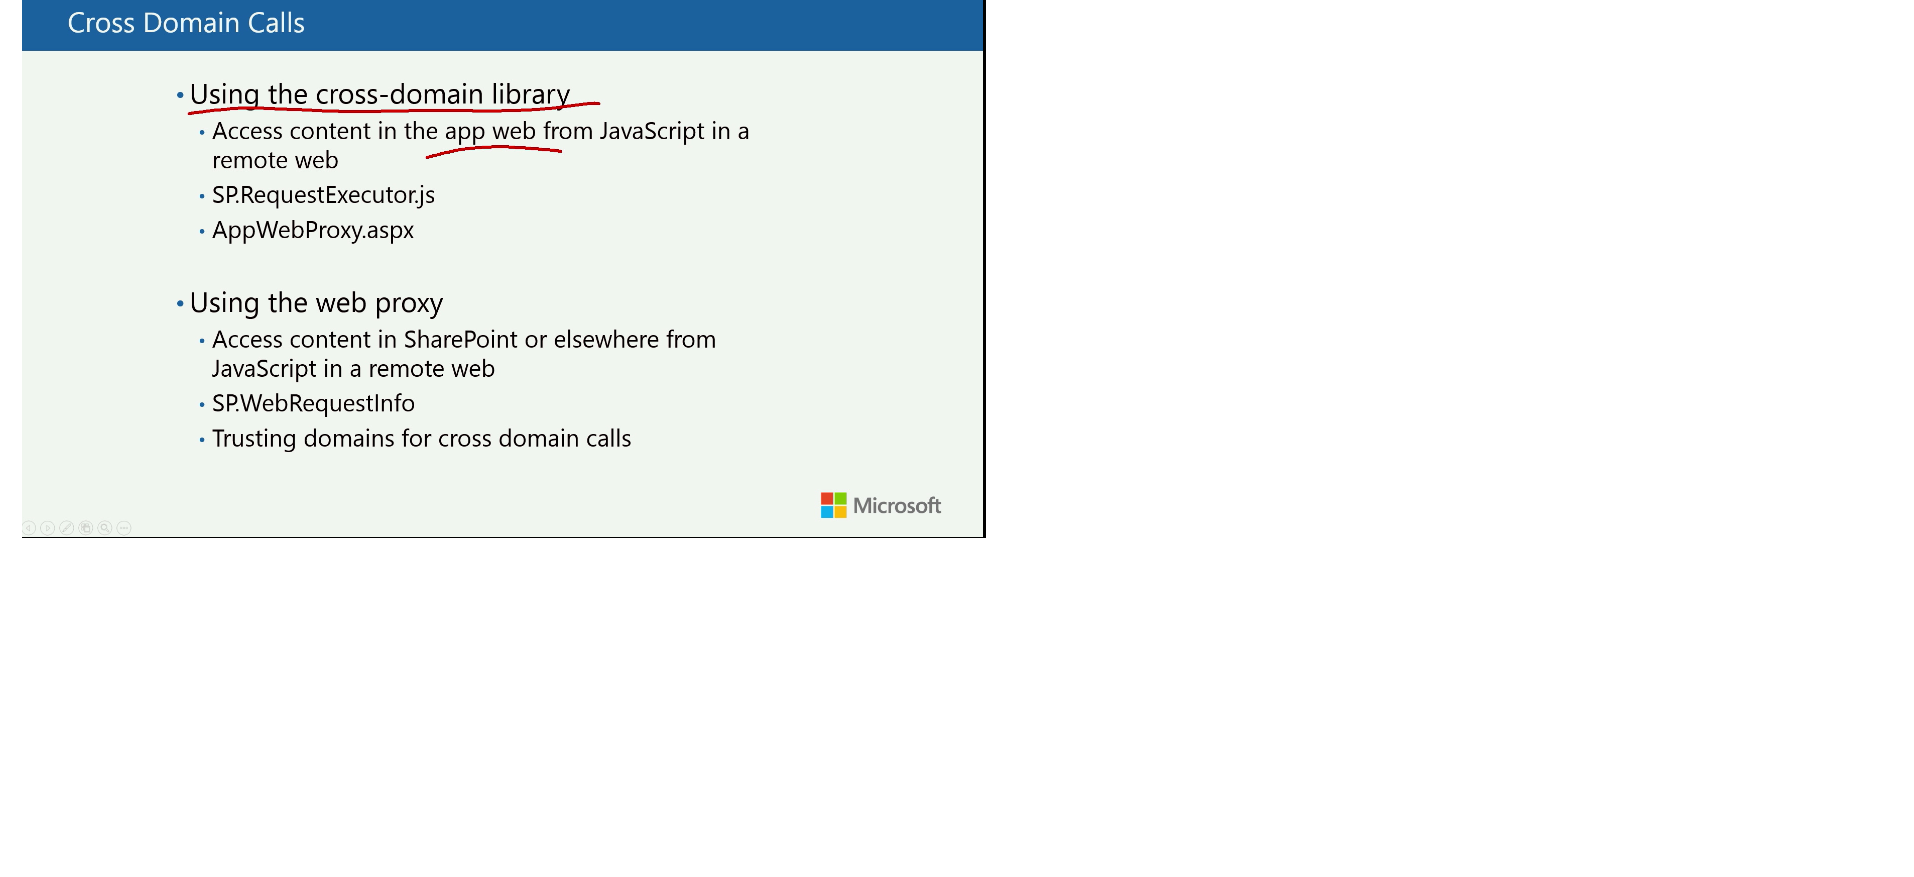 Cross Domain Calls
• Using the cross-domain library
• Access content in the app web from JavaScript in a
remote web
• SP.RequestExecutor.js
• AppWebProxy.aspx
• Using the web proxy
• Access content in SharePoint or elsewhere from
JavaScript in a remote web
• SP.WebRequestInfo
• Trusting domains for cross domain calls
Microsoft